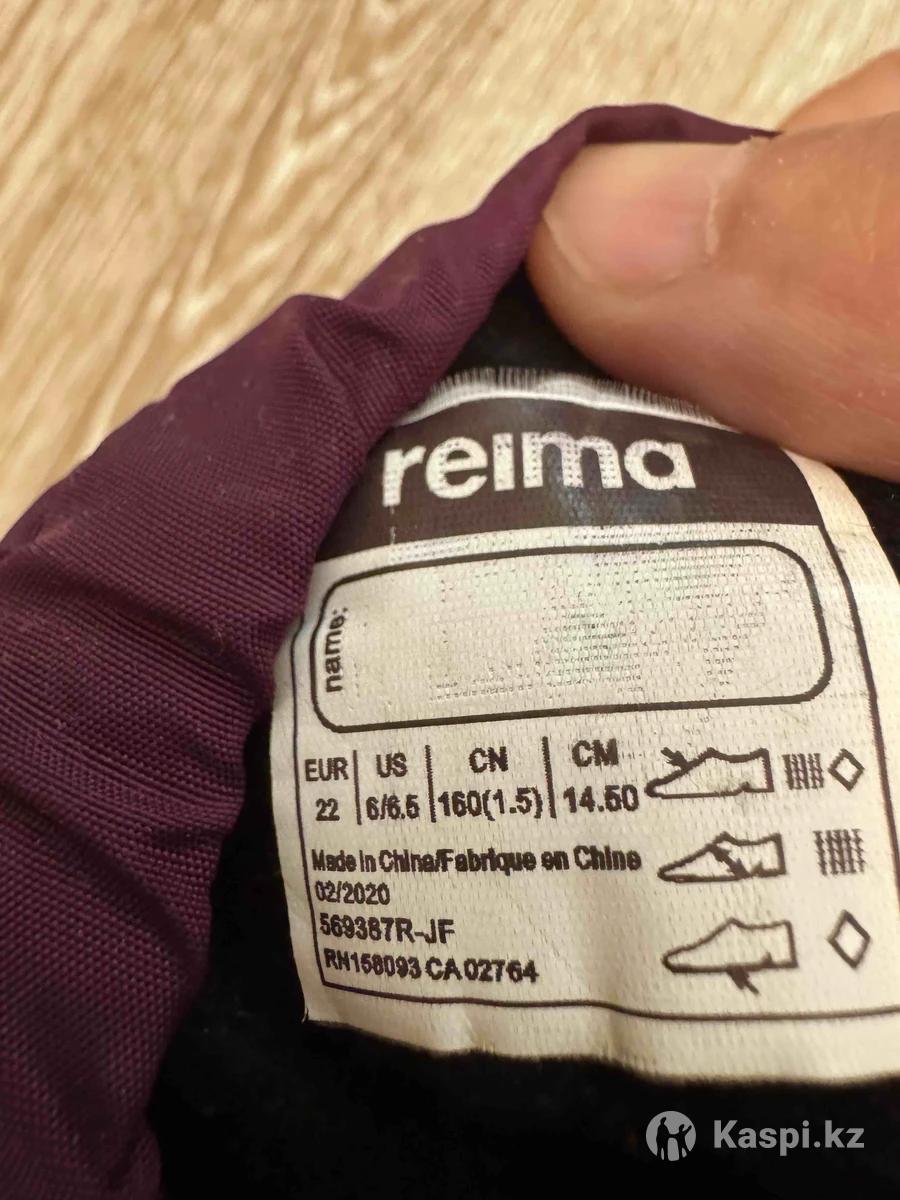 reima
name:
EUR US CN CM
22 6/6.5 160(1.5) 14.50
Made in China/Fabrique en Chine
02/2020
569387R-JF
RN158093 CA 02764
Kaspi.kz